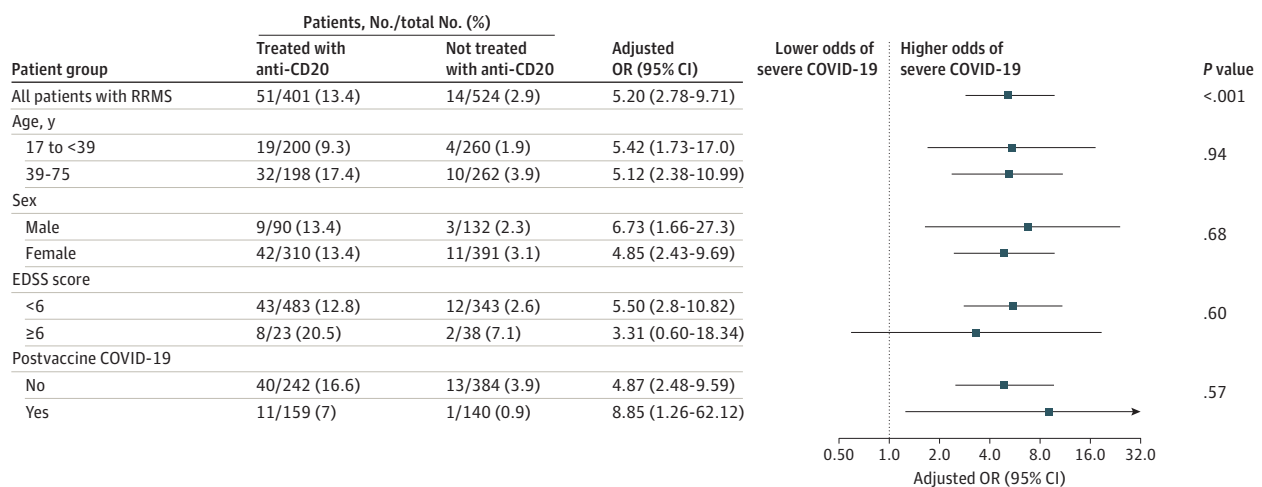 Patients, No./total No. (%)
Patient group Treated with anti-CD20 Not treated with anti-CD20 Adjusted OR (95% CI) Lower odds of severe COVID-19 Higher odds of severe COVID-19 P value
All patients with RRMS 51/401 (13.4) 14/524 (2.9) 5.20 (2.78-9.71) <.001
Age, y
17 to <39 19/200 (9.3) 4/260 (1.9) 5.42 (1.73-17.0)
.94
39-75 32/198 (17.4) 10/262 (3.9) 5.12 (2.38-10.99)
Sex
Male 9/90 (13.4) 3/132 (2.3) 6.73 (1.66-27.3)
.68
Female 42/310 (13.4) 11/391 (3.1) 4.85 (2.43-9.69)
EDSS score
<6 43/483 (12.8) 12/343 (2.6) 5.50 (2.8-10.82)
.60
≥6 8/23 (20.5) 2/38 (7.1) 3.31 (0.60-18.34)
Postvaccine COVID-19
No 40/242 (16.6) 13/384 (3.9) 4.87 (2.48-9.59)
.57
Yes 11/159 (7) 1/140 (0.9) 8.85 (1.26-62.12)
0.50 1.0 2.0 4.0 8.0 16.0 32.0
Adjusted OR (95% CI)